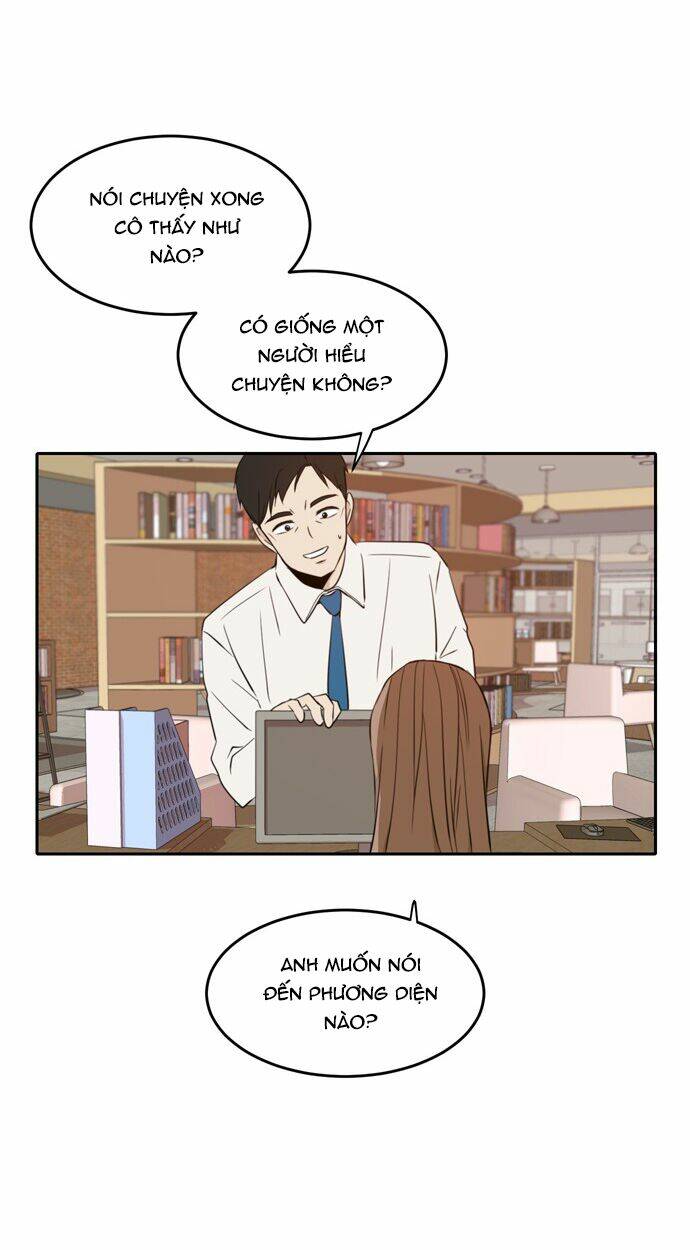 NÓI CHUYỆN XONG
CÔ THẤY NHƯ
NÀO?
CÓ GIỐNG MỘT
NGƯỜI HIỂU
CHUYỆN KHÔNG?
ANH MUỐN NÓI
ĐẾN PHƯƠNG DIỆN
NÀO?